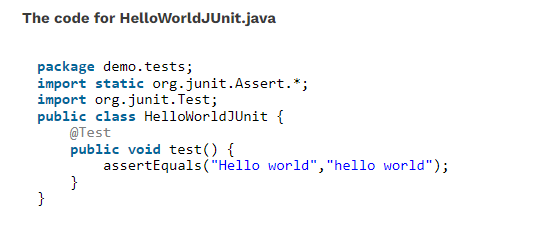 The code for HelloWorldJUnit.java
package demo.tests;
import static org.junit.Assert.*;
import org.junit.Test;
public class HelloWorldJUnit {
    @Test
    public void test() {
        assertEquals("Hello world","hello world");
    }
}